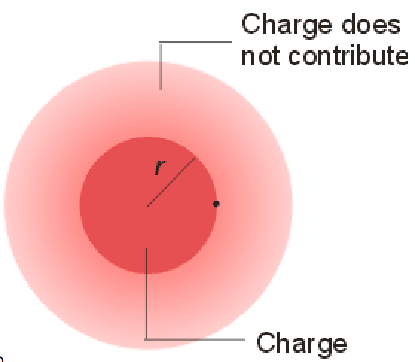 Charge does
not contribute
r
Charge